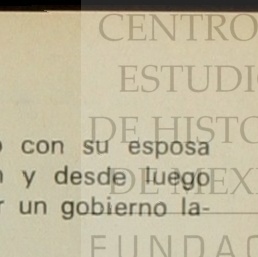 CENTRO
ESTUDI
DE HISTO
DE MEX
FUNDAC
con su esposa
y desde luego
un gobierno la-